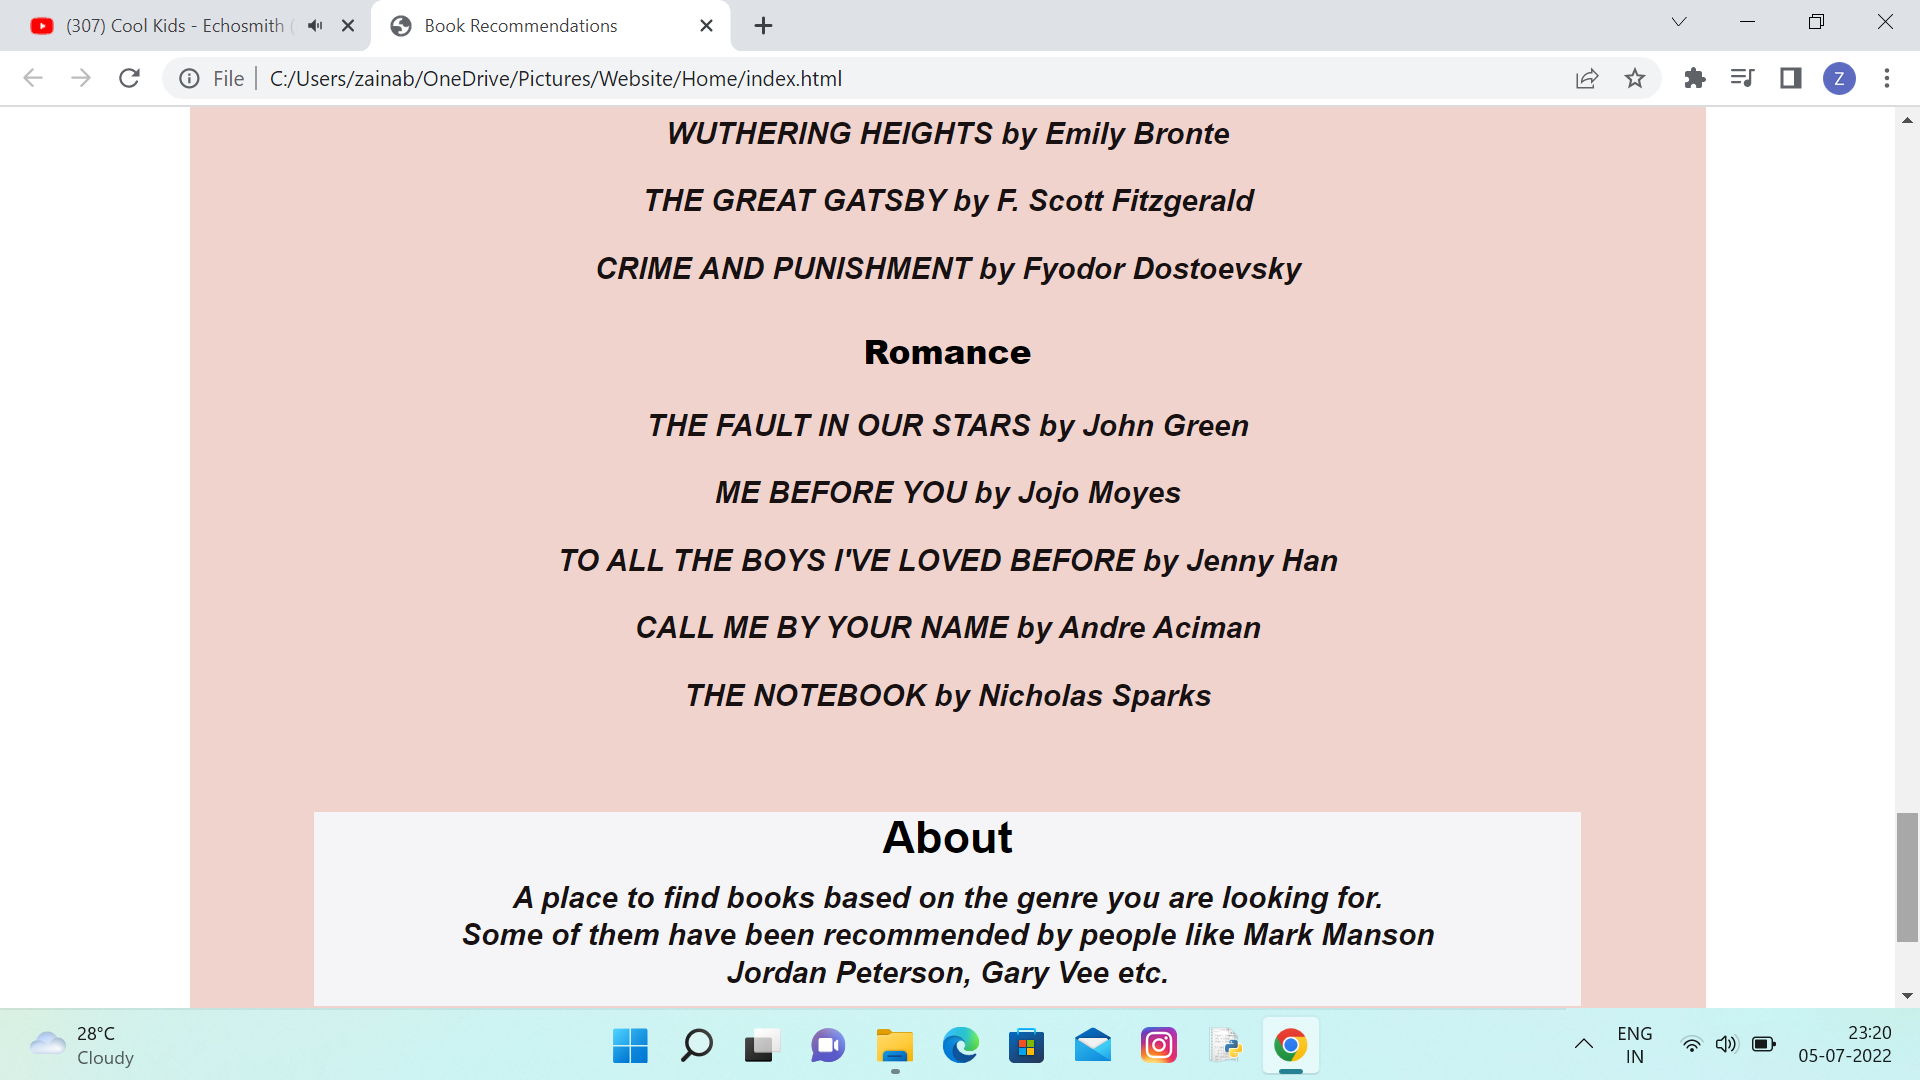 (307) Cool Kids - Echosmith
Book Recommendations
File
C:/Users/zainab/OneDrive/Pictures/Website/Home/index.html
Z
WUTHERING HEIGHTS by Emily Bronte
THE GREAT GATSBY by F. Scott Fitzgerald
CRIME AND PUNISHMENT by Fyodor Dostoevsky
Romance
THE FAULT IN OUR STARS by John Green
ME BEFORE YOU by Jojo Moyes
TO ALL THE BOYS I'VE LOVED BEFORE by Jenny Han
CALL ME BY YOUR NAME by Andre Aciman
THE NOTEBOOK by Nicholas Sparks
About
A place to find books based on the genre you are looking for.
Some of them have been recommended by people like Mark Manson
Jordan Peterson, Gary Vee etc.
28°C
Cloudy
ENG
IN
23:20
05-07-2022